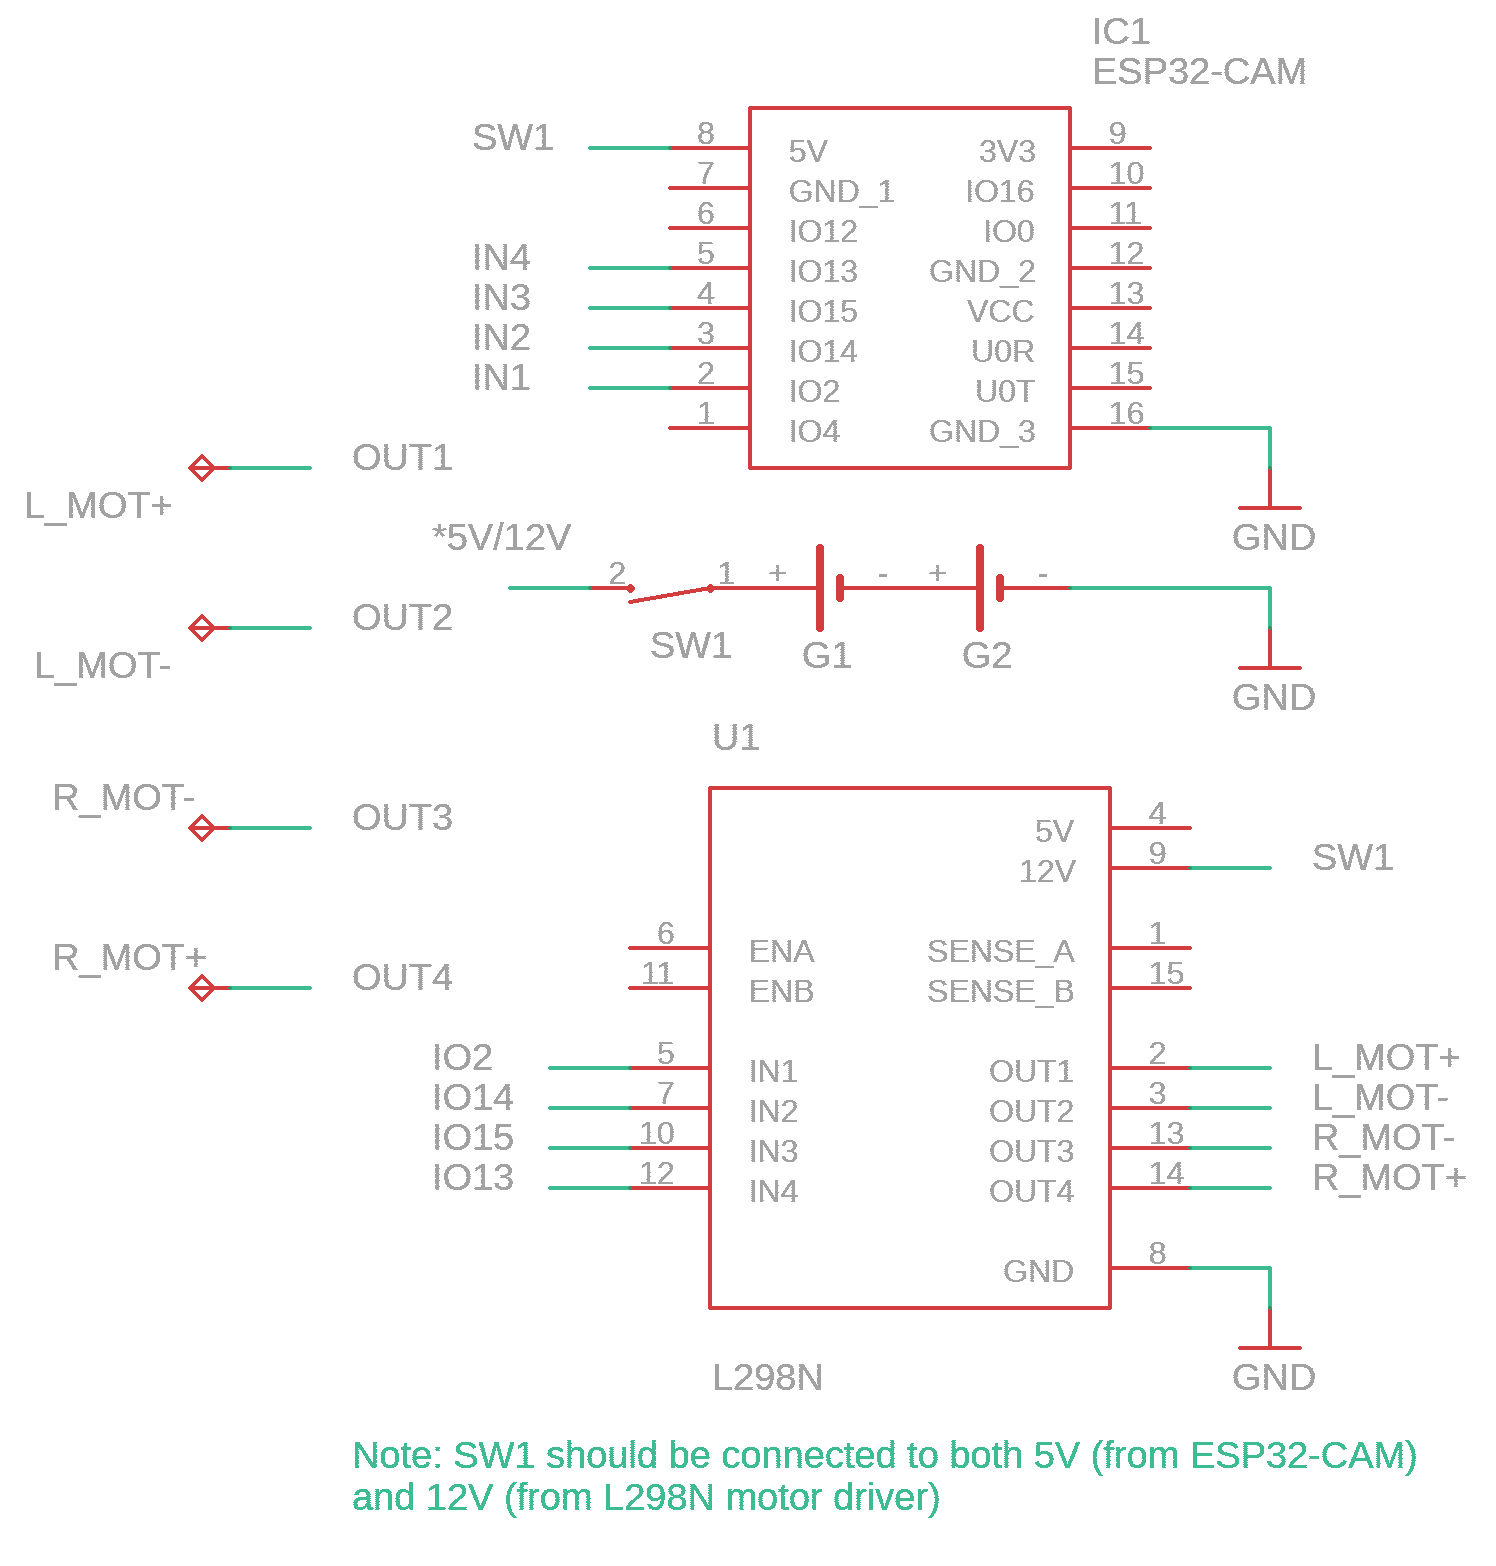 IC1
ESP32-CAM
SW1 8 5V 3V3 9
7 GND_1 IO16 10
6 IO12 IO0 11
IN4 5 IO13 GND_2 12
IN3 4 IO15 VCC 13
IN2 3 IO14 U0R 14
IN1 2 IO2 U0T 15
1 IO4 GND_3 16
GND
OUT1
L_MOT+
OUT2
L_MOT-
R_MOT-
OUT3
R_MOT+
OUT4
*5V/12V
2 1 + - + -
SW1 G1 G2
GND
U1
5V 4
12V 9 SW1
6 ENA SENSE_A 1
11 ENB SENSE_B 15
IO2 5 IN1 OUT1 2 L_MOT+
IO14 7 IN2 OUT2 3 L_MOT-
IO15 10 IN3 OUT3 13 R_MOT-
IO13 12 IN4 OUT4 14 R_MOT+
GND 8
GND
L298N
Note: SW1 should be connected to both 5V (from ESP32-CAM)
and 12V (from L298N motor driver)